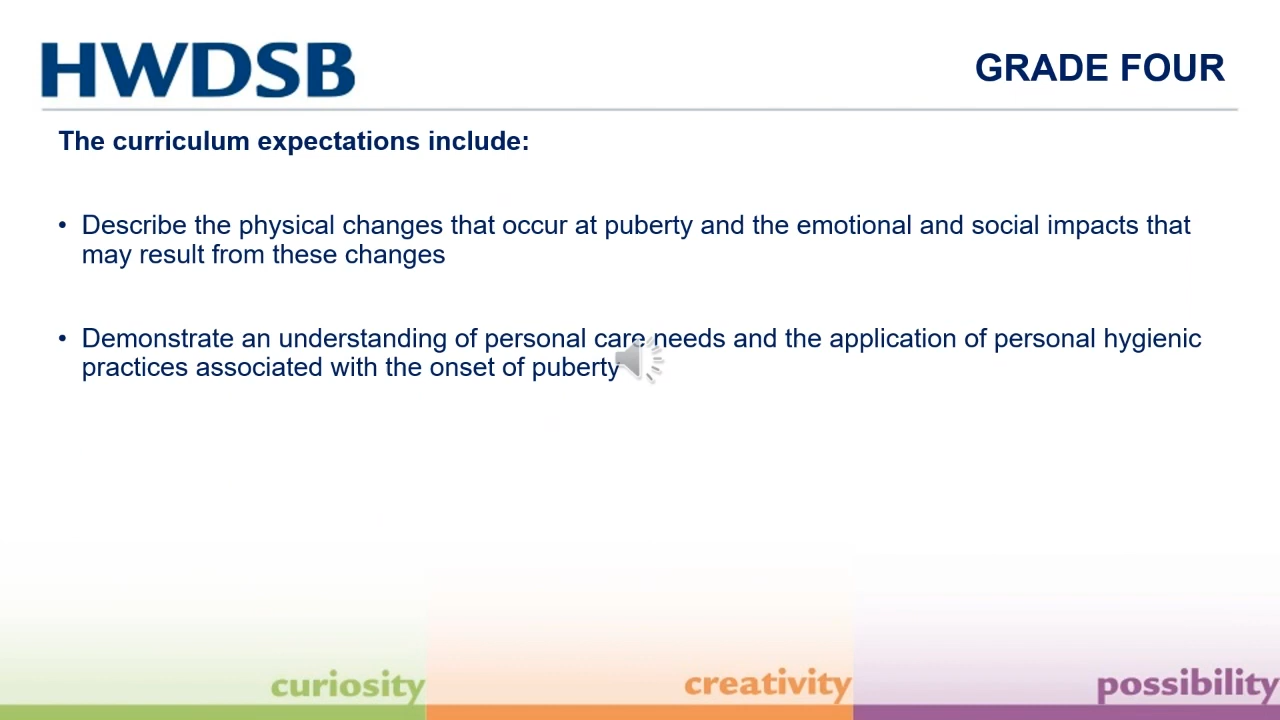 HWDSB
GRADE FOUR
The curriculum expectations include:
• Describe the physical changes that occur at puberty and the emotional and social impacts that
may result from these changes
• Demonstrate an understanding of personal care needs and the application of personal hygienic
practices associated with the onset of puberty
curiosity
creativity
possibility